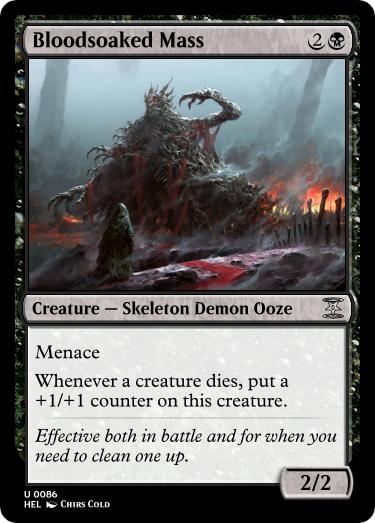 Bloodsoaked Mass 2
Creature — Skeleton Demon Ooze
Menace
Whenever a creature dies, put a
+1/+1 counter on this creature.
Effective both in battle and for when you
need to clean one up.
2/2
U 0086
HEL Chirs Cold